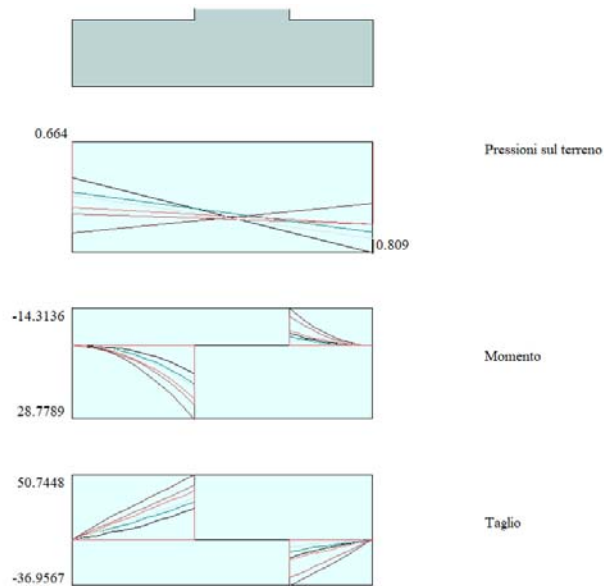 0.664
Pressioni sul terreno
0.809
-14.3136
Momento
28.7789
50.7448
Taglio
-36.9567